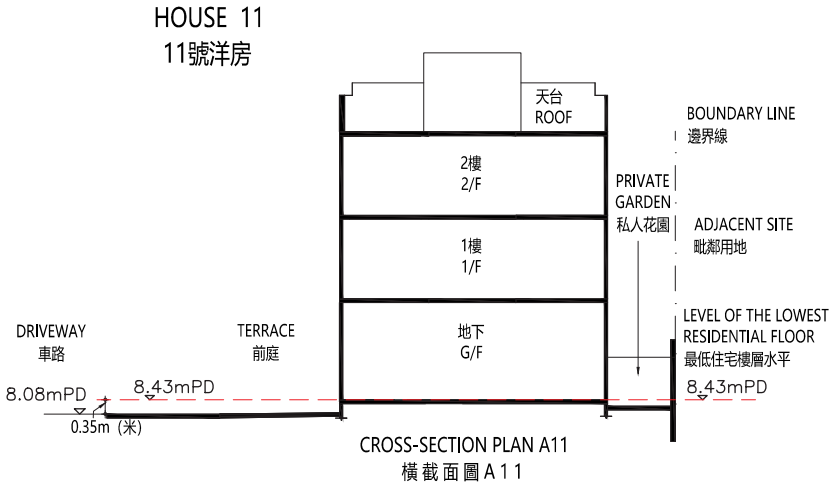 HOUSE 11
11號洋房
天台
ROOF
BOUNDARY LINE
邊界線
2樓
2/F
PRIVATE
GARDEN
私人花園
ADJACENT SITE
毗鄰用地
1樓
1/F
DRIVEWAY
車路
TERRACE
前庭
地下
G/F
LEVEL OF THE LOWEST
RESIDENTIAL FLOOR
最低住宅樓層水平
8.08mPD
8.43mPD
8.43mPD
0.35m (米)
CROSS-SECTION PLAN A11
橫截面圖A11